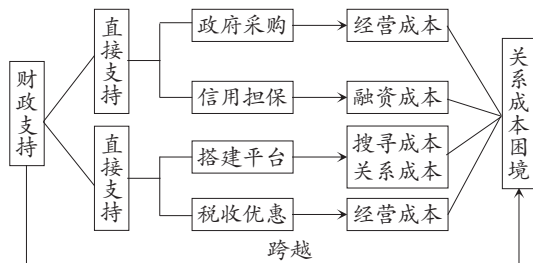 财政支持
直接支持
政府采购
经营成本
信用担保
融资成本
直接支持
搭建平台
搜寻成本
关系成本
税收优惠
经营成本
关系成本困境
跨越